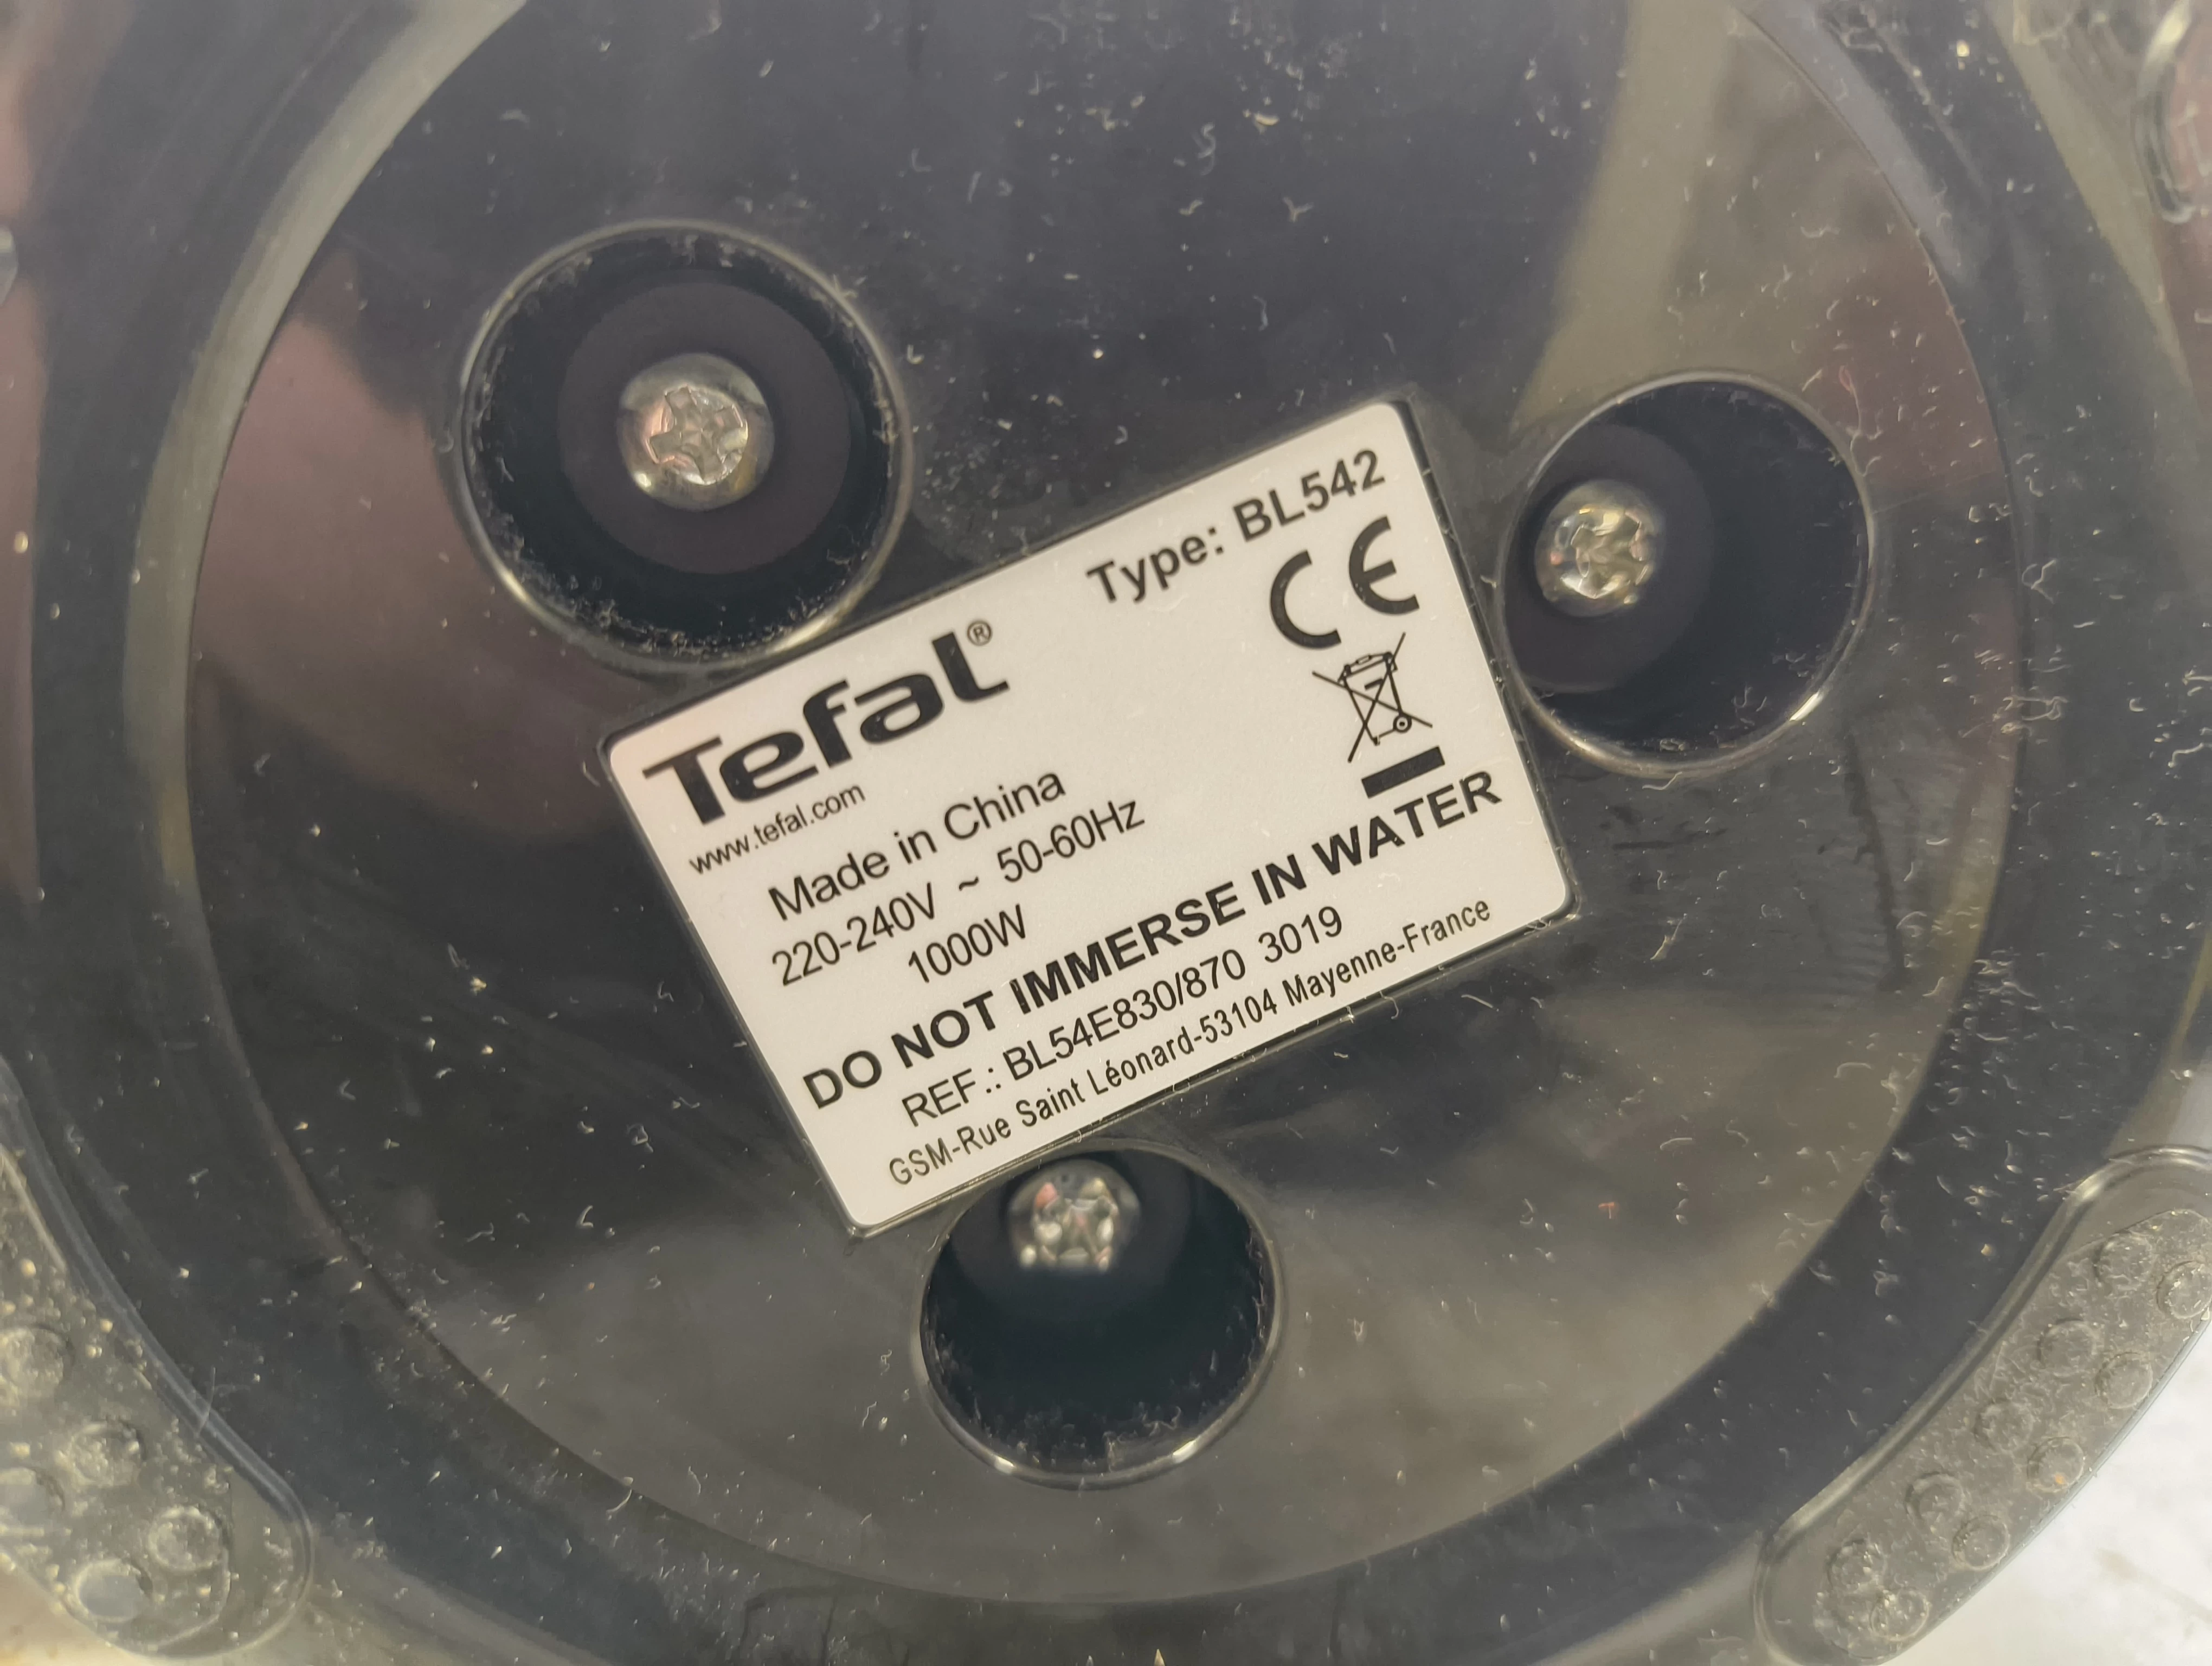 Tefal®
Type: BL542
www.tefal.com
CE
Made in China
220-240V ~ 50-60Hz
1000W
DO NOT IMMERSE IN WATER
REF.: BL54E830/870 3019
GSM-Rue Saint Léonard-53104 Mayenne-France